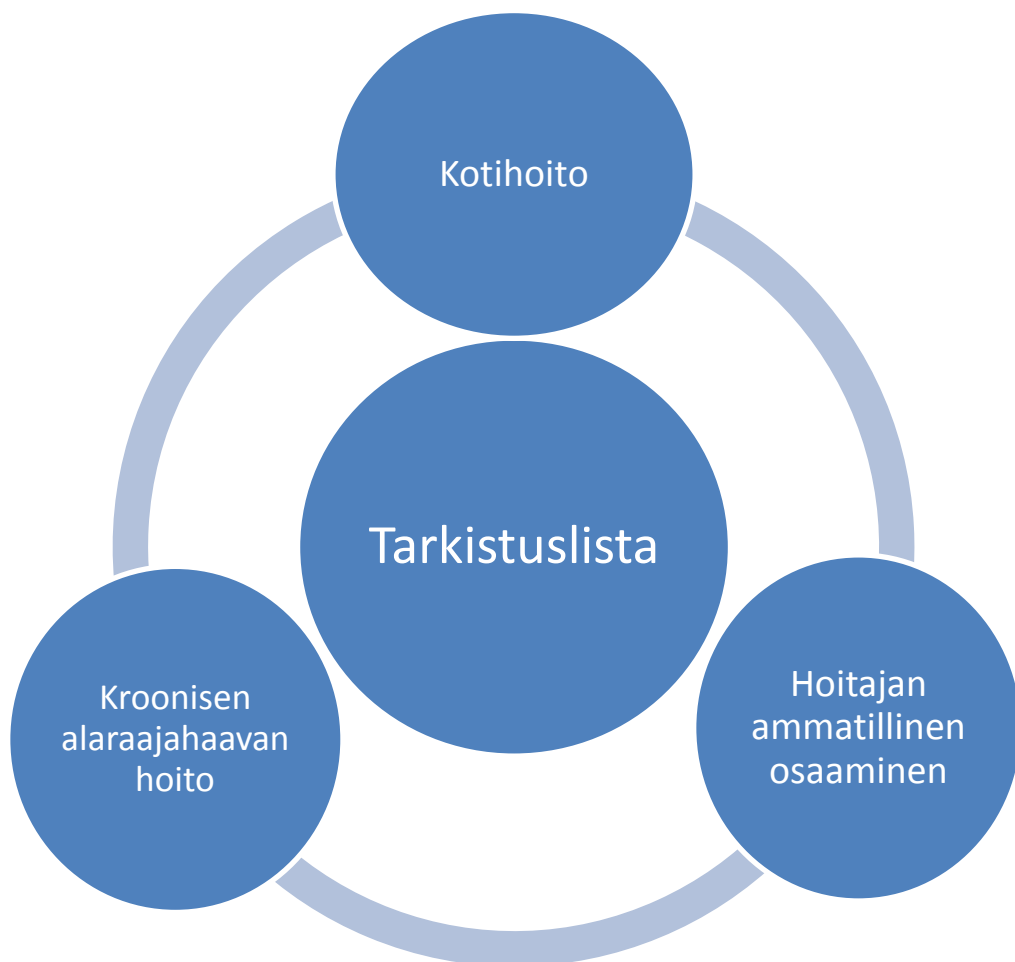 Kotihoito
Tarkistuslista
Kroonisen
alaraajahaavan
hoito
Hoitajan
ammatillinen
osaaminen